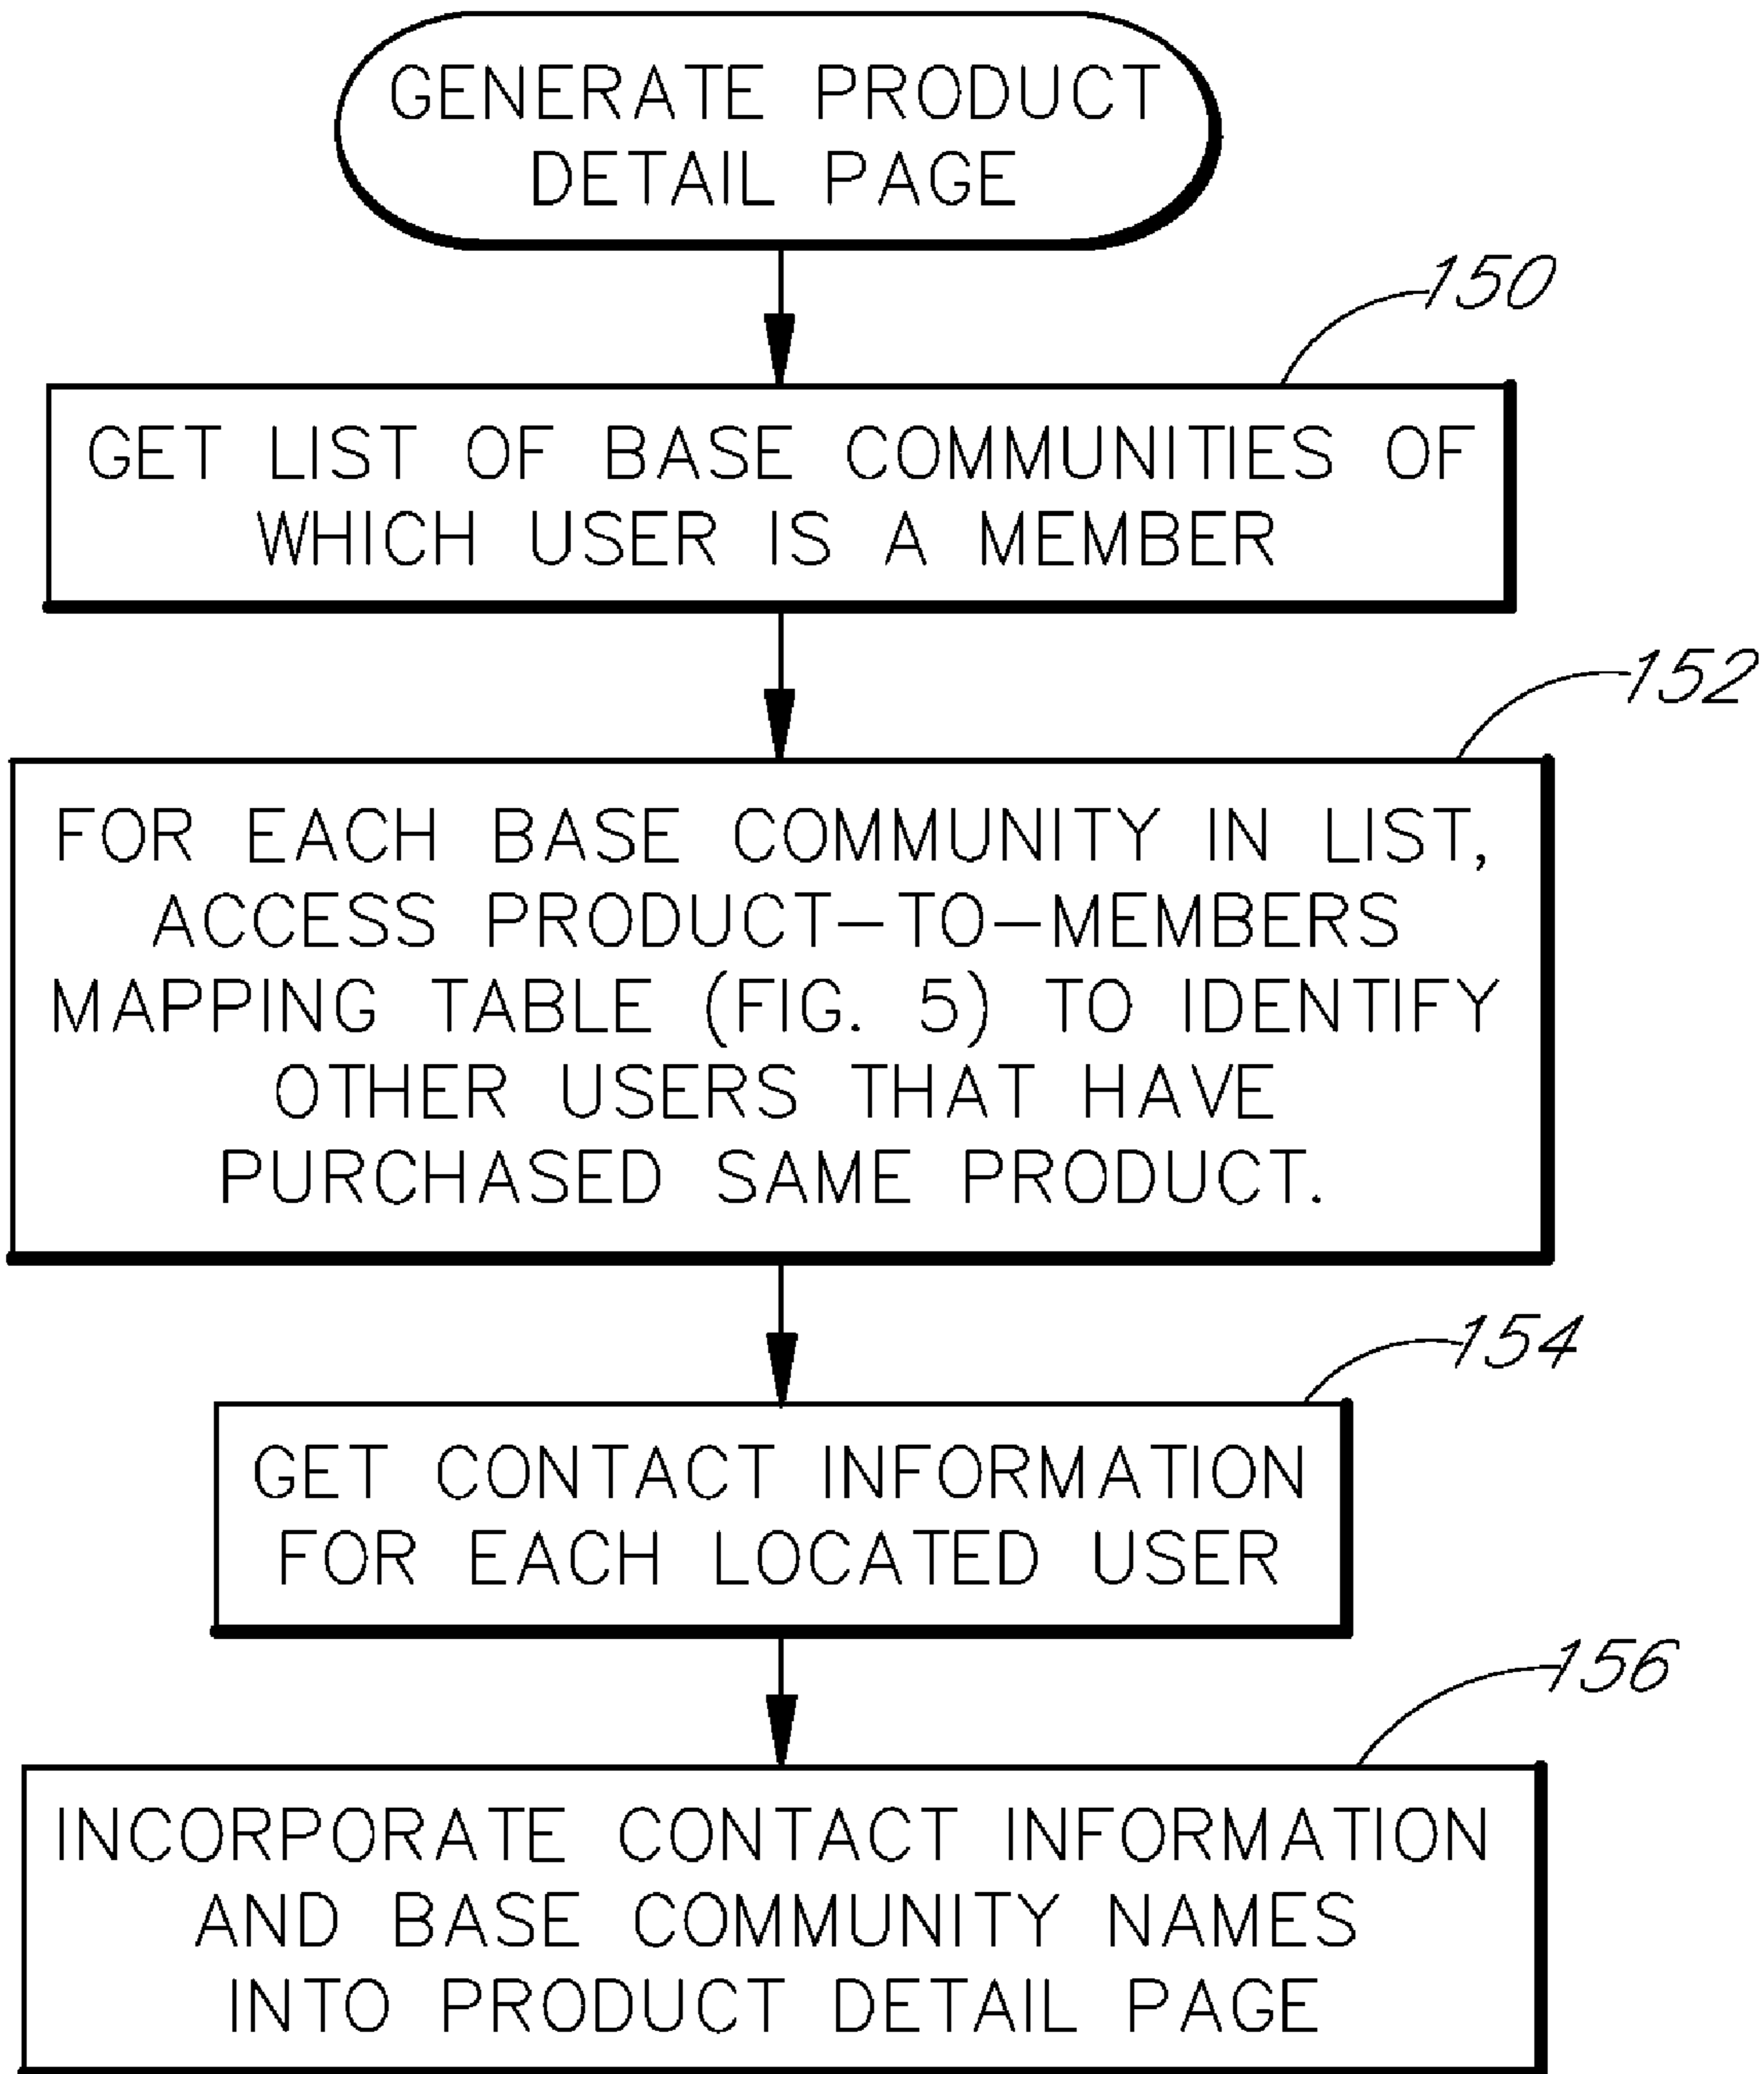 GENERATE PRODUCT
DETAIL PAGE
150
GET LIST OF BASE COMMUNITIES OF
WHICH USER IS A MEMBER
152
FOR EACH BASE COMMUNITY IN LIST,
ACCESS PRODUCT-TO-MEMBERS
MAPPING TABLE (FIG. 5) TO IDENTIFY
OTHER USERS THAT HAVE
PURCHASED SAME PRODUCT.
154
GET CONTACT INFORMATION
FOR EACH LOCATED USER
156
INCORPORATE CONTACT INFORMATION
AND BASE COMMUNITY NAMES
INTO PRODUCT DETAIL PAGE